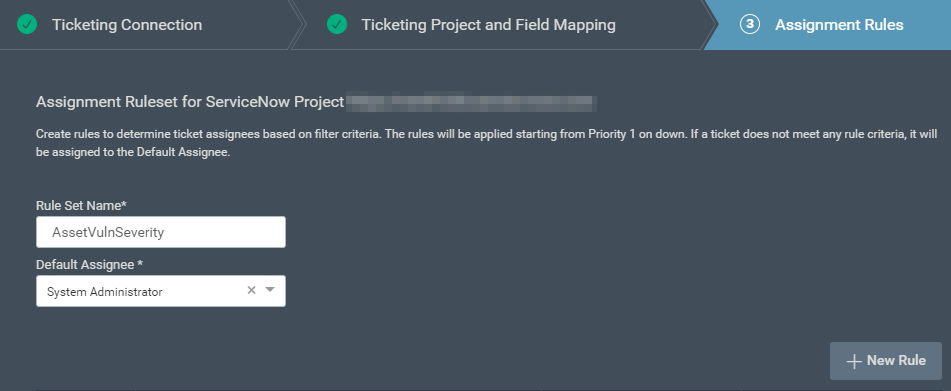 Ticketing Connection
Ticketing Project and Field Mapping
3 Assignment Rules
Assignment Ruleset for ServiceNow Project
Create rules to determine ticket assignees based on filter criteria. The rules will be applied starting from Priority 1 on down. If a ticket does not meet any rule criteria, it will
be assigned to the Default Assignee.
Rule Set Name*
AssetVulnSeverity
Default Assignee *
System Administrator
New Rule